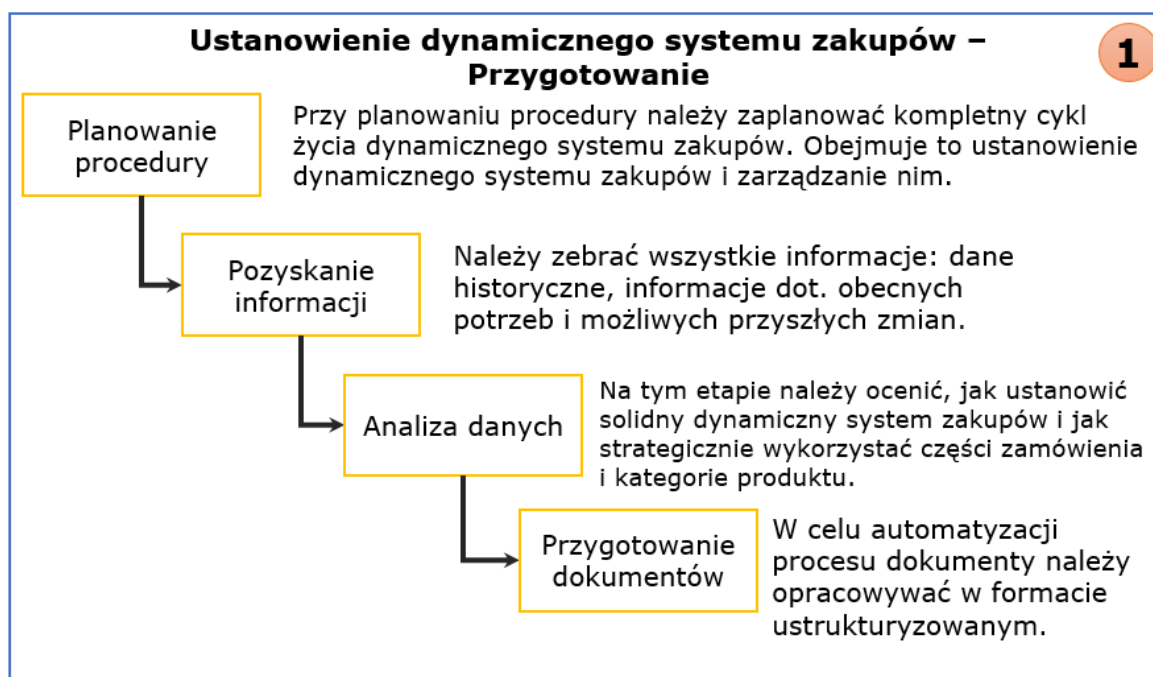 Ustanowienie dynamicznego systemu zakupów –
Przygotowanie
1
Planowanie
procedury
Przy planowaniu procedury należy zaplanować kompletny cykl
życia dynamicznego systemu zakupów. Obejmuje to ustanowienie
dynamicznego systemu zakupów i zarządzanie nim.
Pozyskanie
informacji
Należy zebrać wszystkie informacje: dane
historyczne, informacje dot. obecnych
potrzeb i możliwych przyszłych zmian.
Analiza danych
Na tym etapie należy ocenić, jak ustanowić
solidny dynamiczny system zakupów i jak
strategicznie wykorzystać części zamówienia
i kategorie produktu.
Przygotowanie
dokumentów
W celu automatyzacji
procesu dokumenty należy
opracowywać w formacie
ustrukturyzowanym.